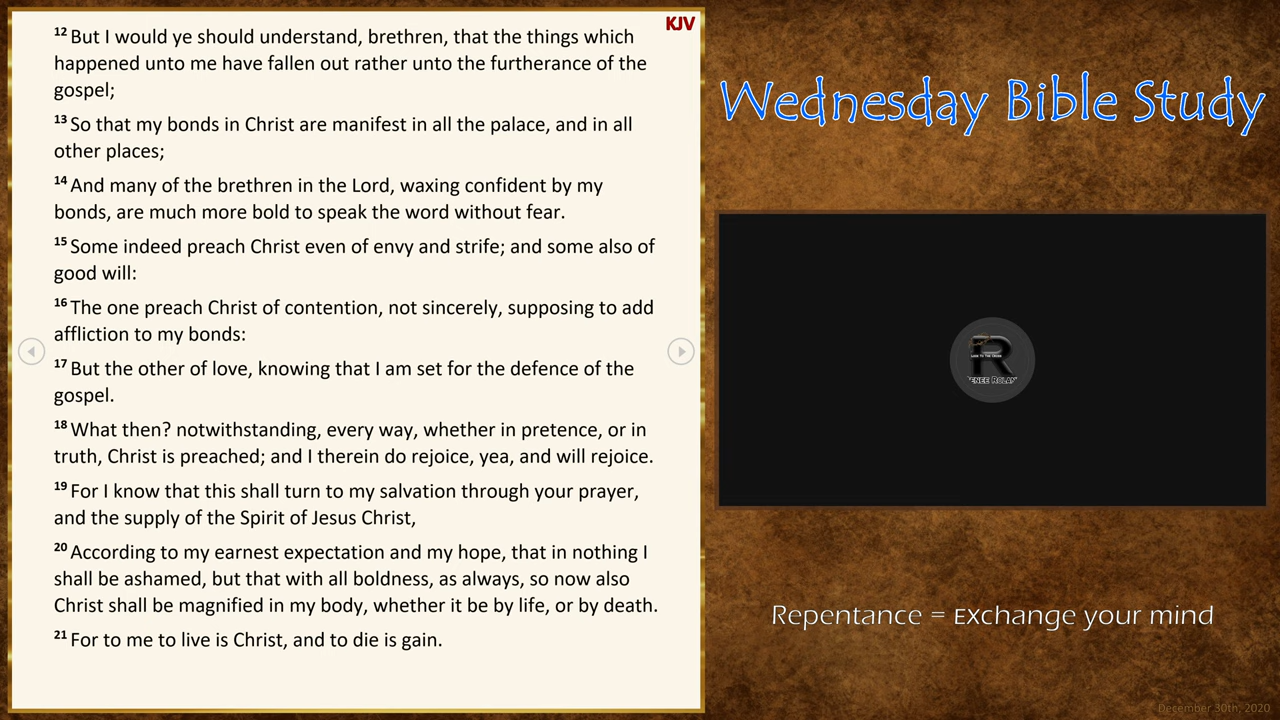 KJV
12 But I would ye should understand, brethren, that the things which
happened unto me have fallen out rather unto the furtherance of the
gospel;
13 So that my bonds in Christ are manifest in all the palace, and in all
other places;
14 And many of the brethren in the Lord, waxing confident by my
bonds, are much more bold to speak the word without fear.
15 Some indeed preach Christ even of envy and strife; and some also of
good will:
16 The one preach Christ of contention, not sincerely, supposing to add
affliction to my bonds:
17 But the other of love, knowing that I am set for the defence of the
gospel.
18 What then? notwithstanding, every way, whether in pretence, or in
truth, Christ is preached; and I therein do rejoice, yea, and will rejoice.
19 For I know that this shall turn to my salvation through your prayer,
and the supply of the Spirit of Jesus Christ,
20 According to my earnest expectation and my hope, that in nothing I
shall be ashamed, but that with all boldness, as always, so now also
Christ shall be magnified in my body, whether it be by life, or by death.
21 For to me to live is Christ, and to die is gain.
Wednesday Bible Study
R
Repentance = EXchange your mind
December 30th, 2020